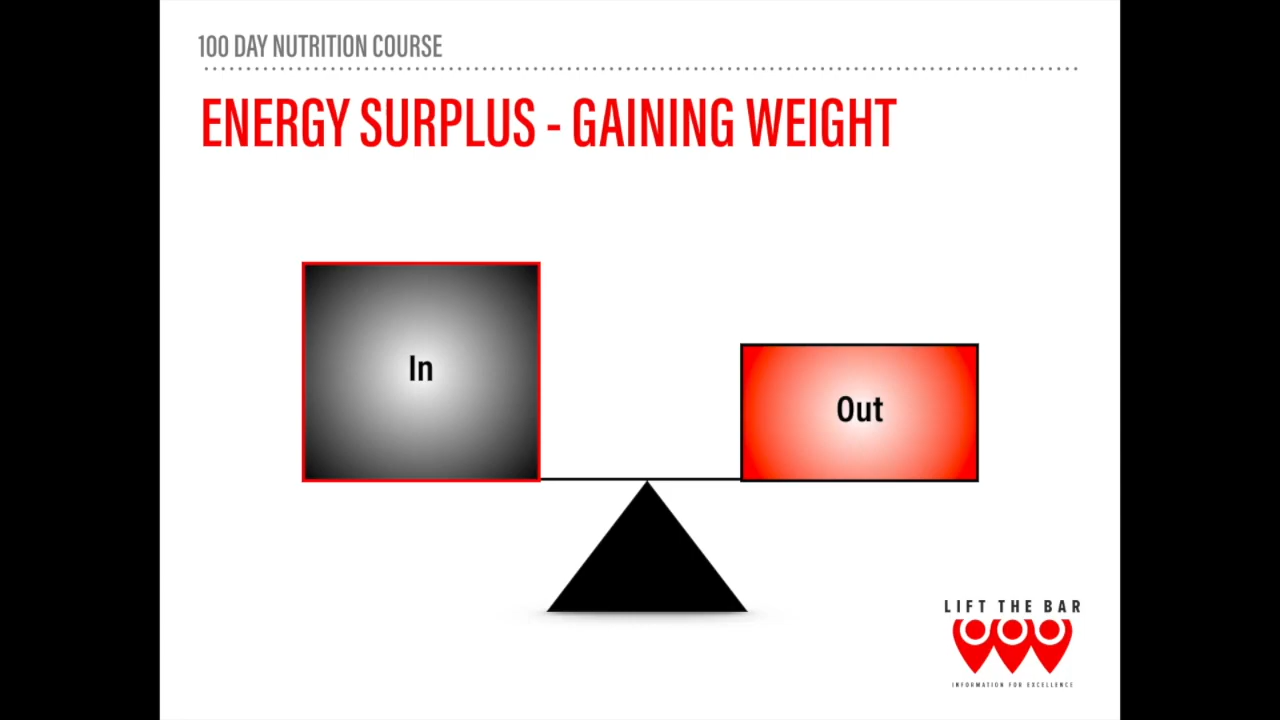 100 DAY NUTRITION COURSE
ENERGY SURPLUS - GAINING WEIGHT
In
Out
LIFT THE BAR
INFORMATION FOR EXCELLENCE